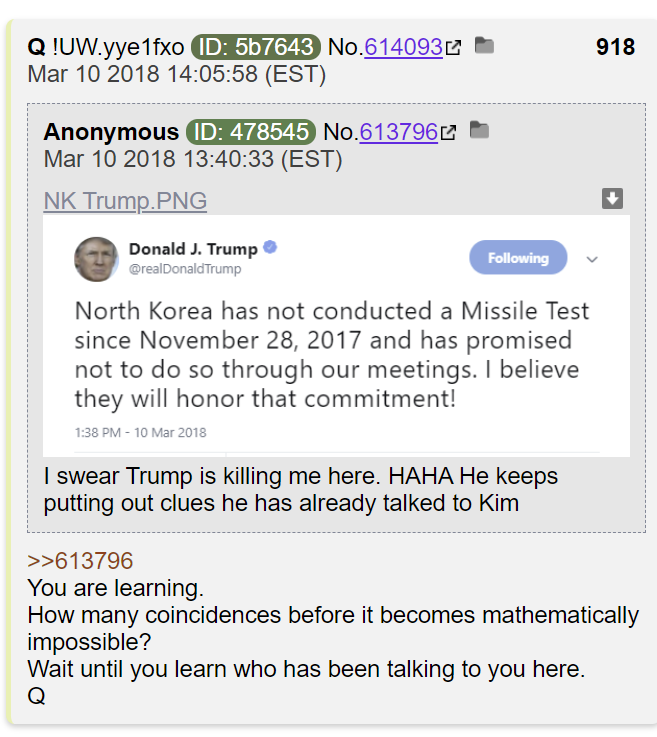 Q !UW.yye1fxo ID: 5b7643 No.614093 918
Mar 10 2018 14:05:58 (EST)
Anonymous ID: 478545 No.613796
Mar 10 2018 13:40:33 (EST)
NK Trump.PNG
Donald J. Trump
@realDonaldTrump
Following
North Korea has not conducted a Missile Test
since November 28, 2017 and has promised
not to do so through our meetings. I believe
they will honor that commitment!
1:38 PM - 10 Mar 2018
I swear Trump is killing me here. HAHA He keeps
putting out clues he has already talked to Kim
>>613796
You are learning.
How many coincidences before it becomes mathematically
impossible?
Wait until you learn who has been talking to you here.
Q